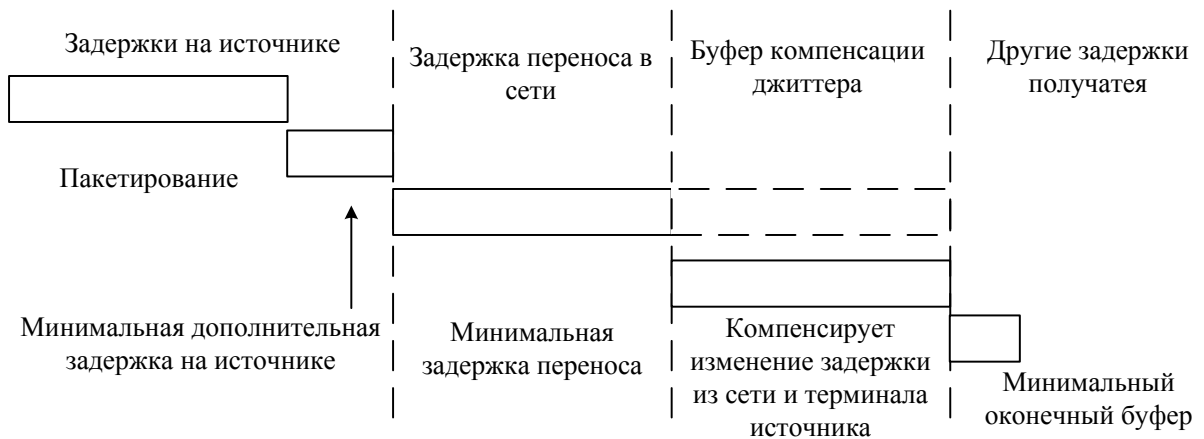 Задержки на источнике
Задержка переноса в
сети
Буфер компенсации
джиттера
Другие задержки
получатея
Пакетирование
Минимальная дополнительная
задержка на источнике
Минимальная
задержка переноса
Компенсирует
изменение задержки
из сети и терминала
источника
Минимальный
оконечный буфер